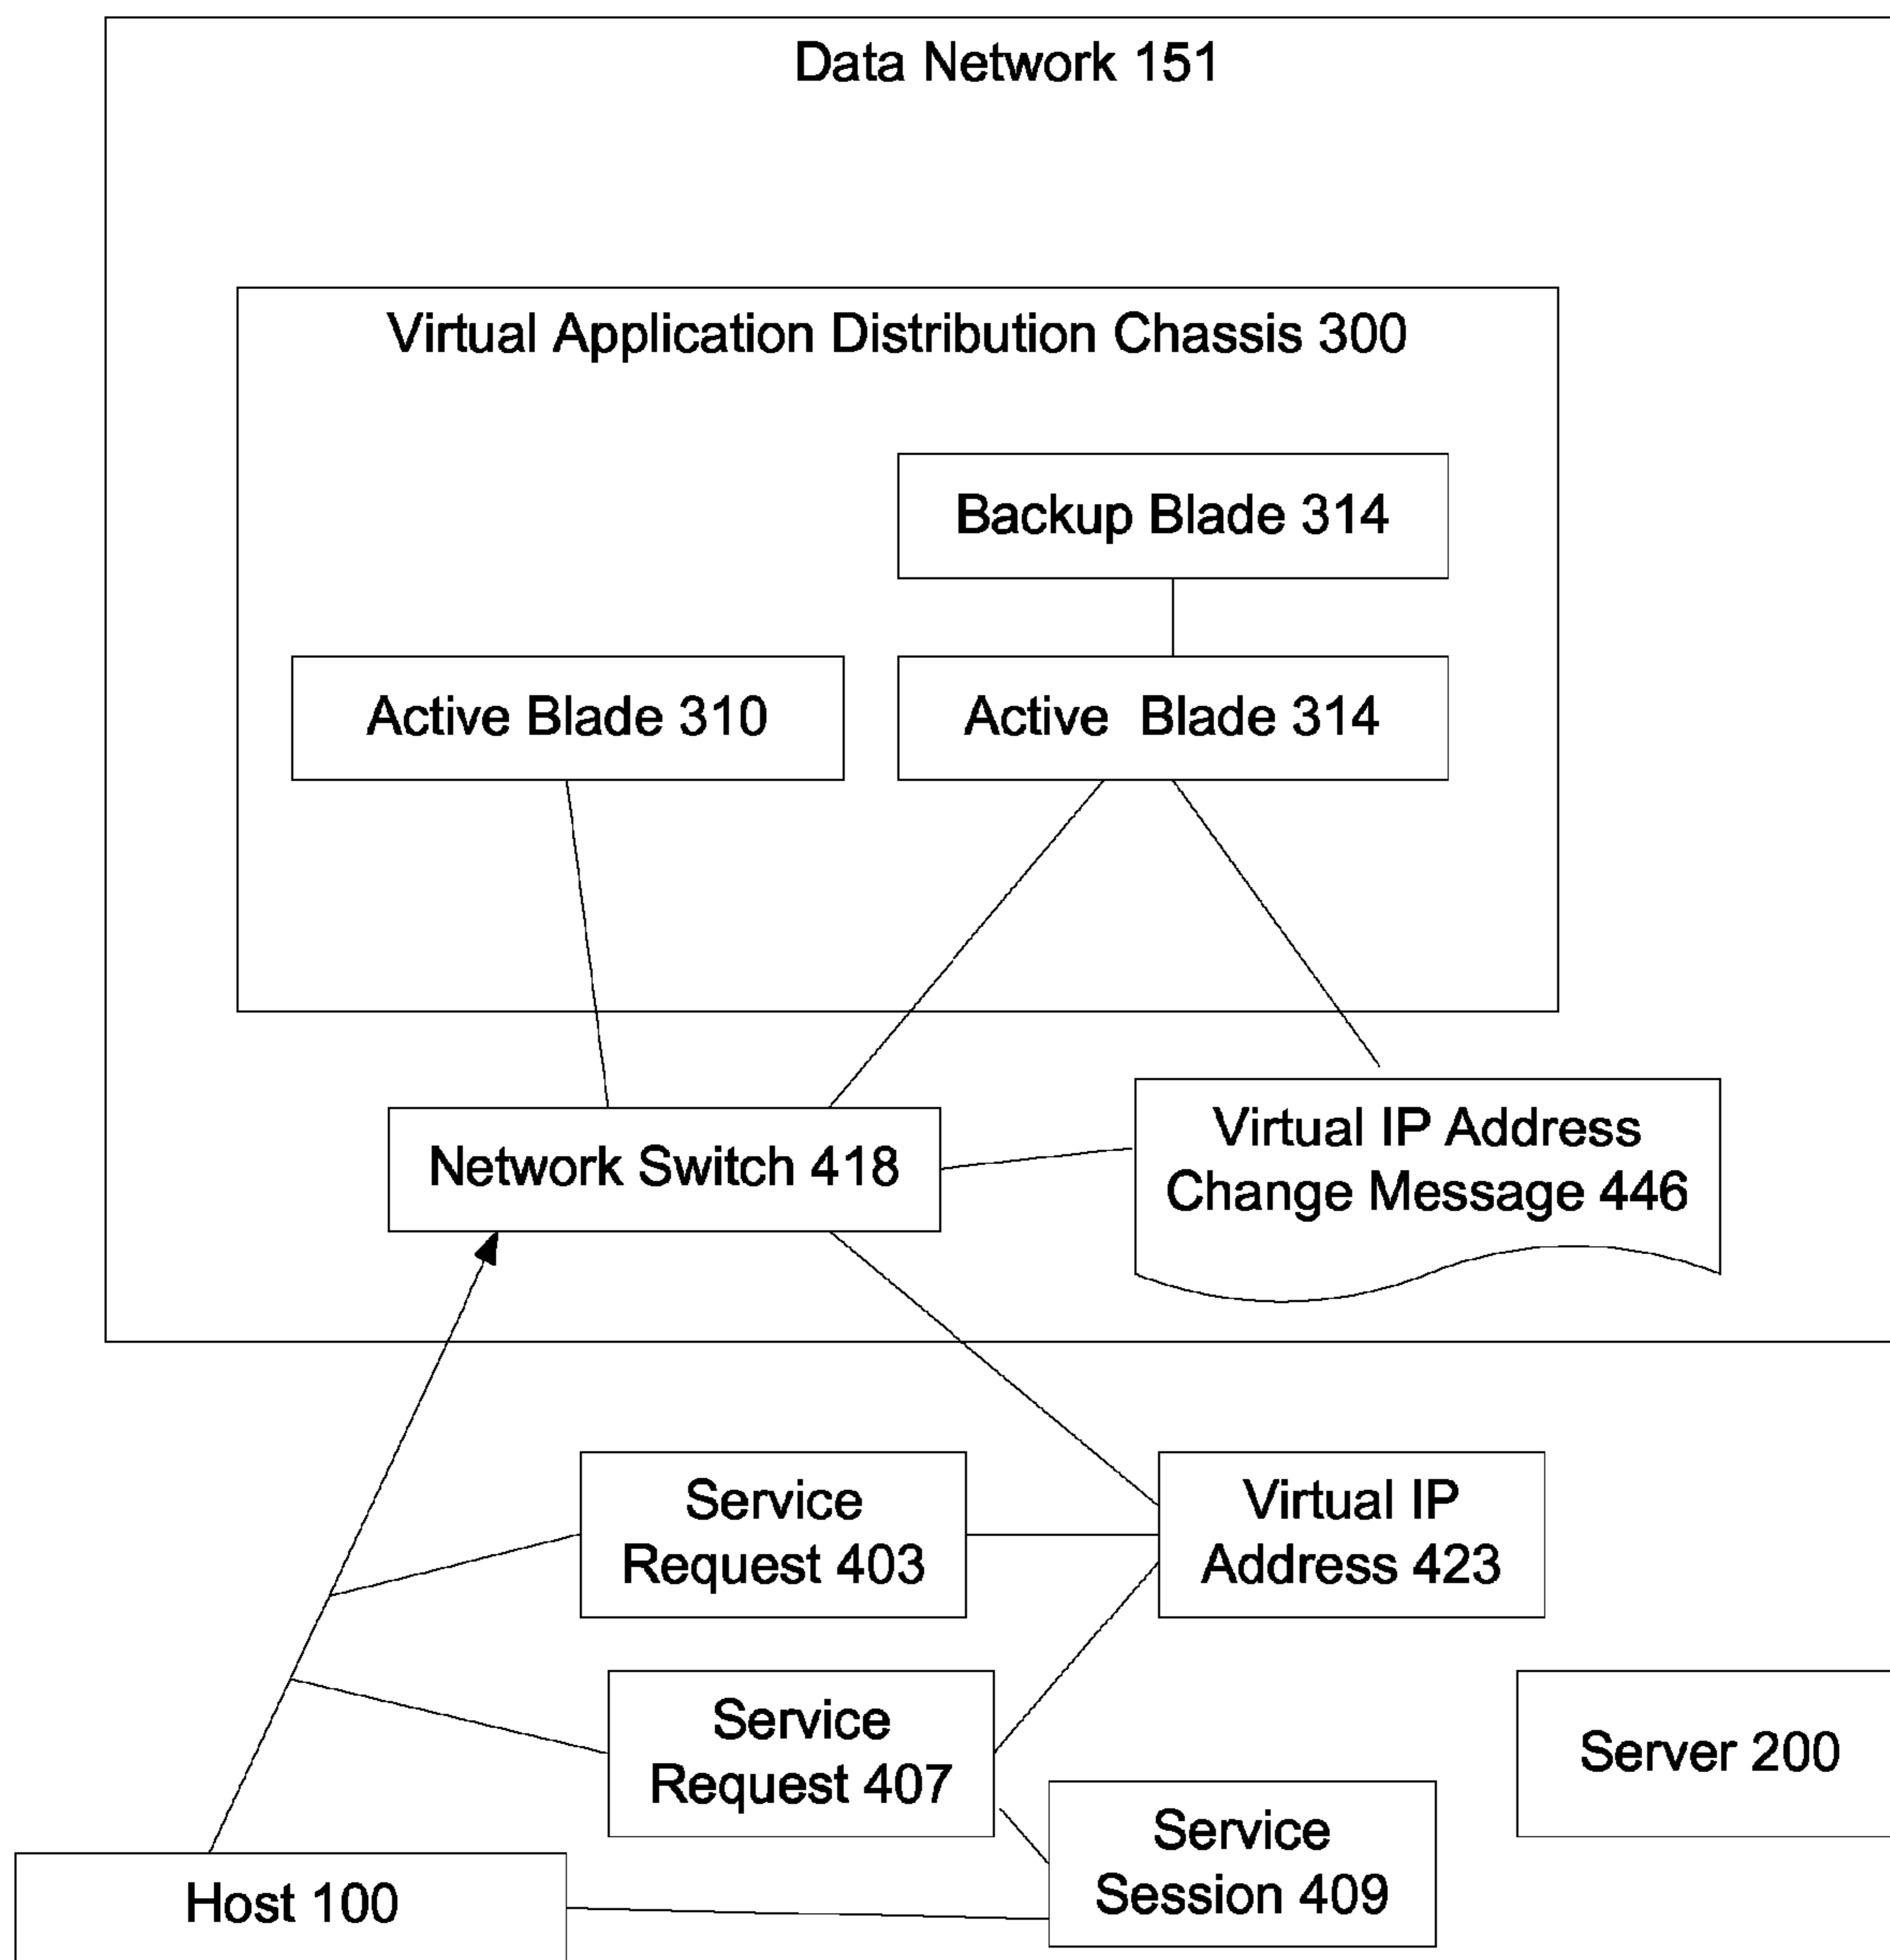 Data Network 151
Virtual Application Distribution Chassis 300
Backup Blade 314
Active Blade 310
Active Blade 314
Network Switch 418
Virtual IP Address
Change Message 446
Service
Request 403
Virtual IP
Address 423
Service
Request 407
Server 200
Service
Session 409
Host 100